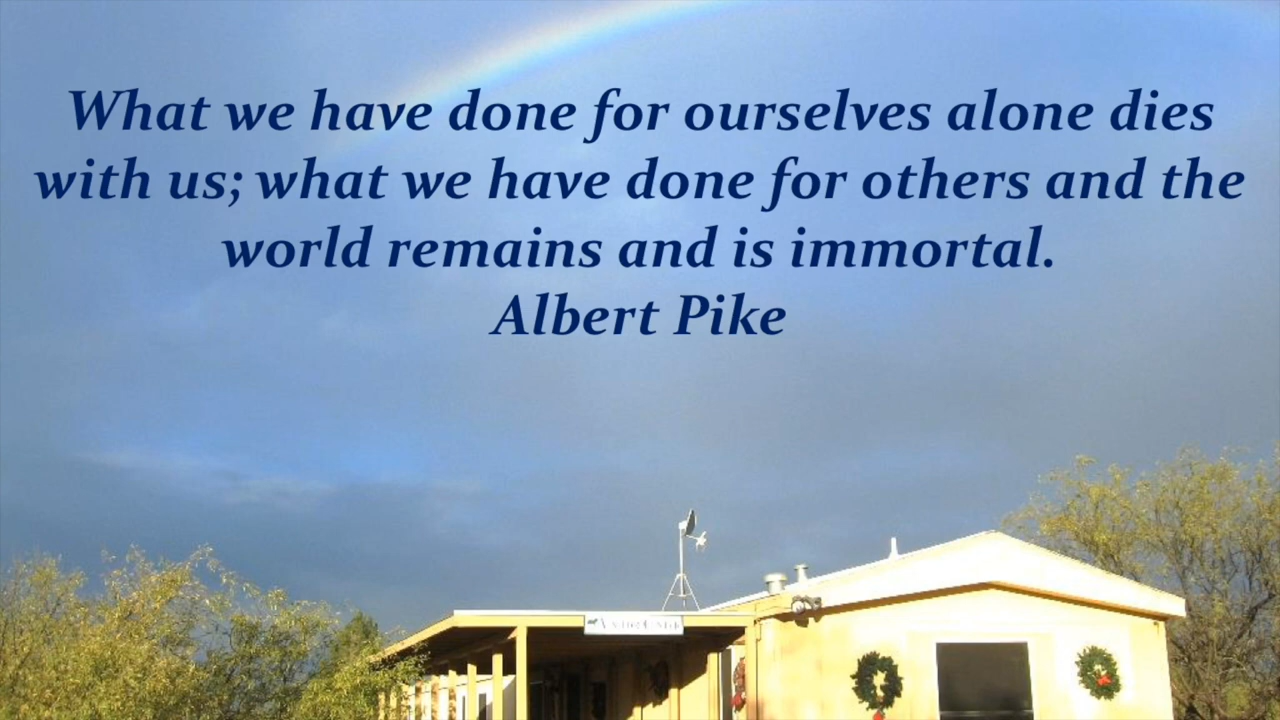 What we have done for ourselves alone dies
with us; what we have done for others and the
world remains and is immortal.
Albert Pike